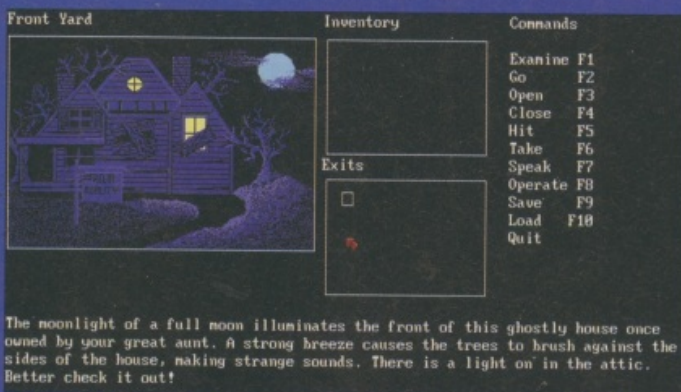 Front Yard
Inventory
Commands
Examine F1
Go F2
Open F3
Close F4
Hit F5
Take F6
Speak F7
Operate F8
Save F9
Load F10
Quit
Exits
The moonlight of a full moon illuminates the front of this ghostly house once
owned by your great aunt. A strong breeze causes the trees to brush against the
sides of the house, making strange sounds. There is a light on in the attic.
Better check it out!